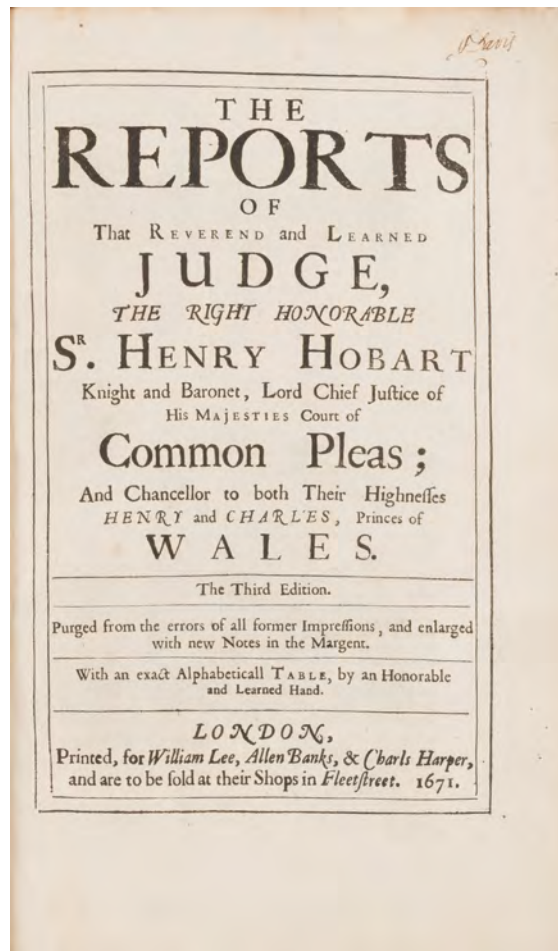 THE
REPORTS
OF
That REVEREND and LEARNED
JUDGE,
THE RIGHT HONORABLE
SR. HENRY HOBART
Knight and Baronet, Lord Chief Juſtice of
His MAJESTIES Court of
Common Pleas;
And Chancellor to both Their Highneſſes
HENRY and CHARLES, Princes of
WALES.
The Third Edition.
Purged from the errors of all former Impreſſions, and enlarged
with new Notes in the Margent.
With an exact Alphabeticall TABLE, by an Honorable
and Learned Hand.
LONDON,
Printed, for William Lee, Allen Banks, & Charls Harper,
and are to be ſold at their Shops in Fleetſtreet. 1671.